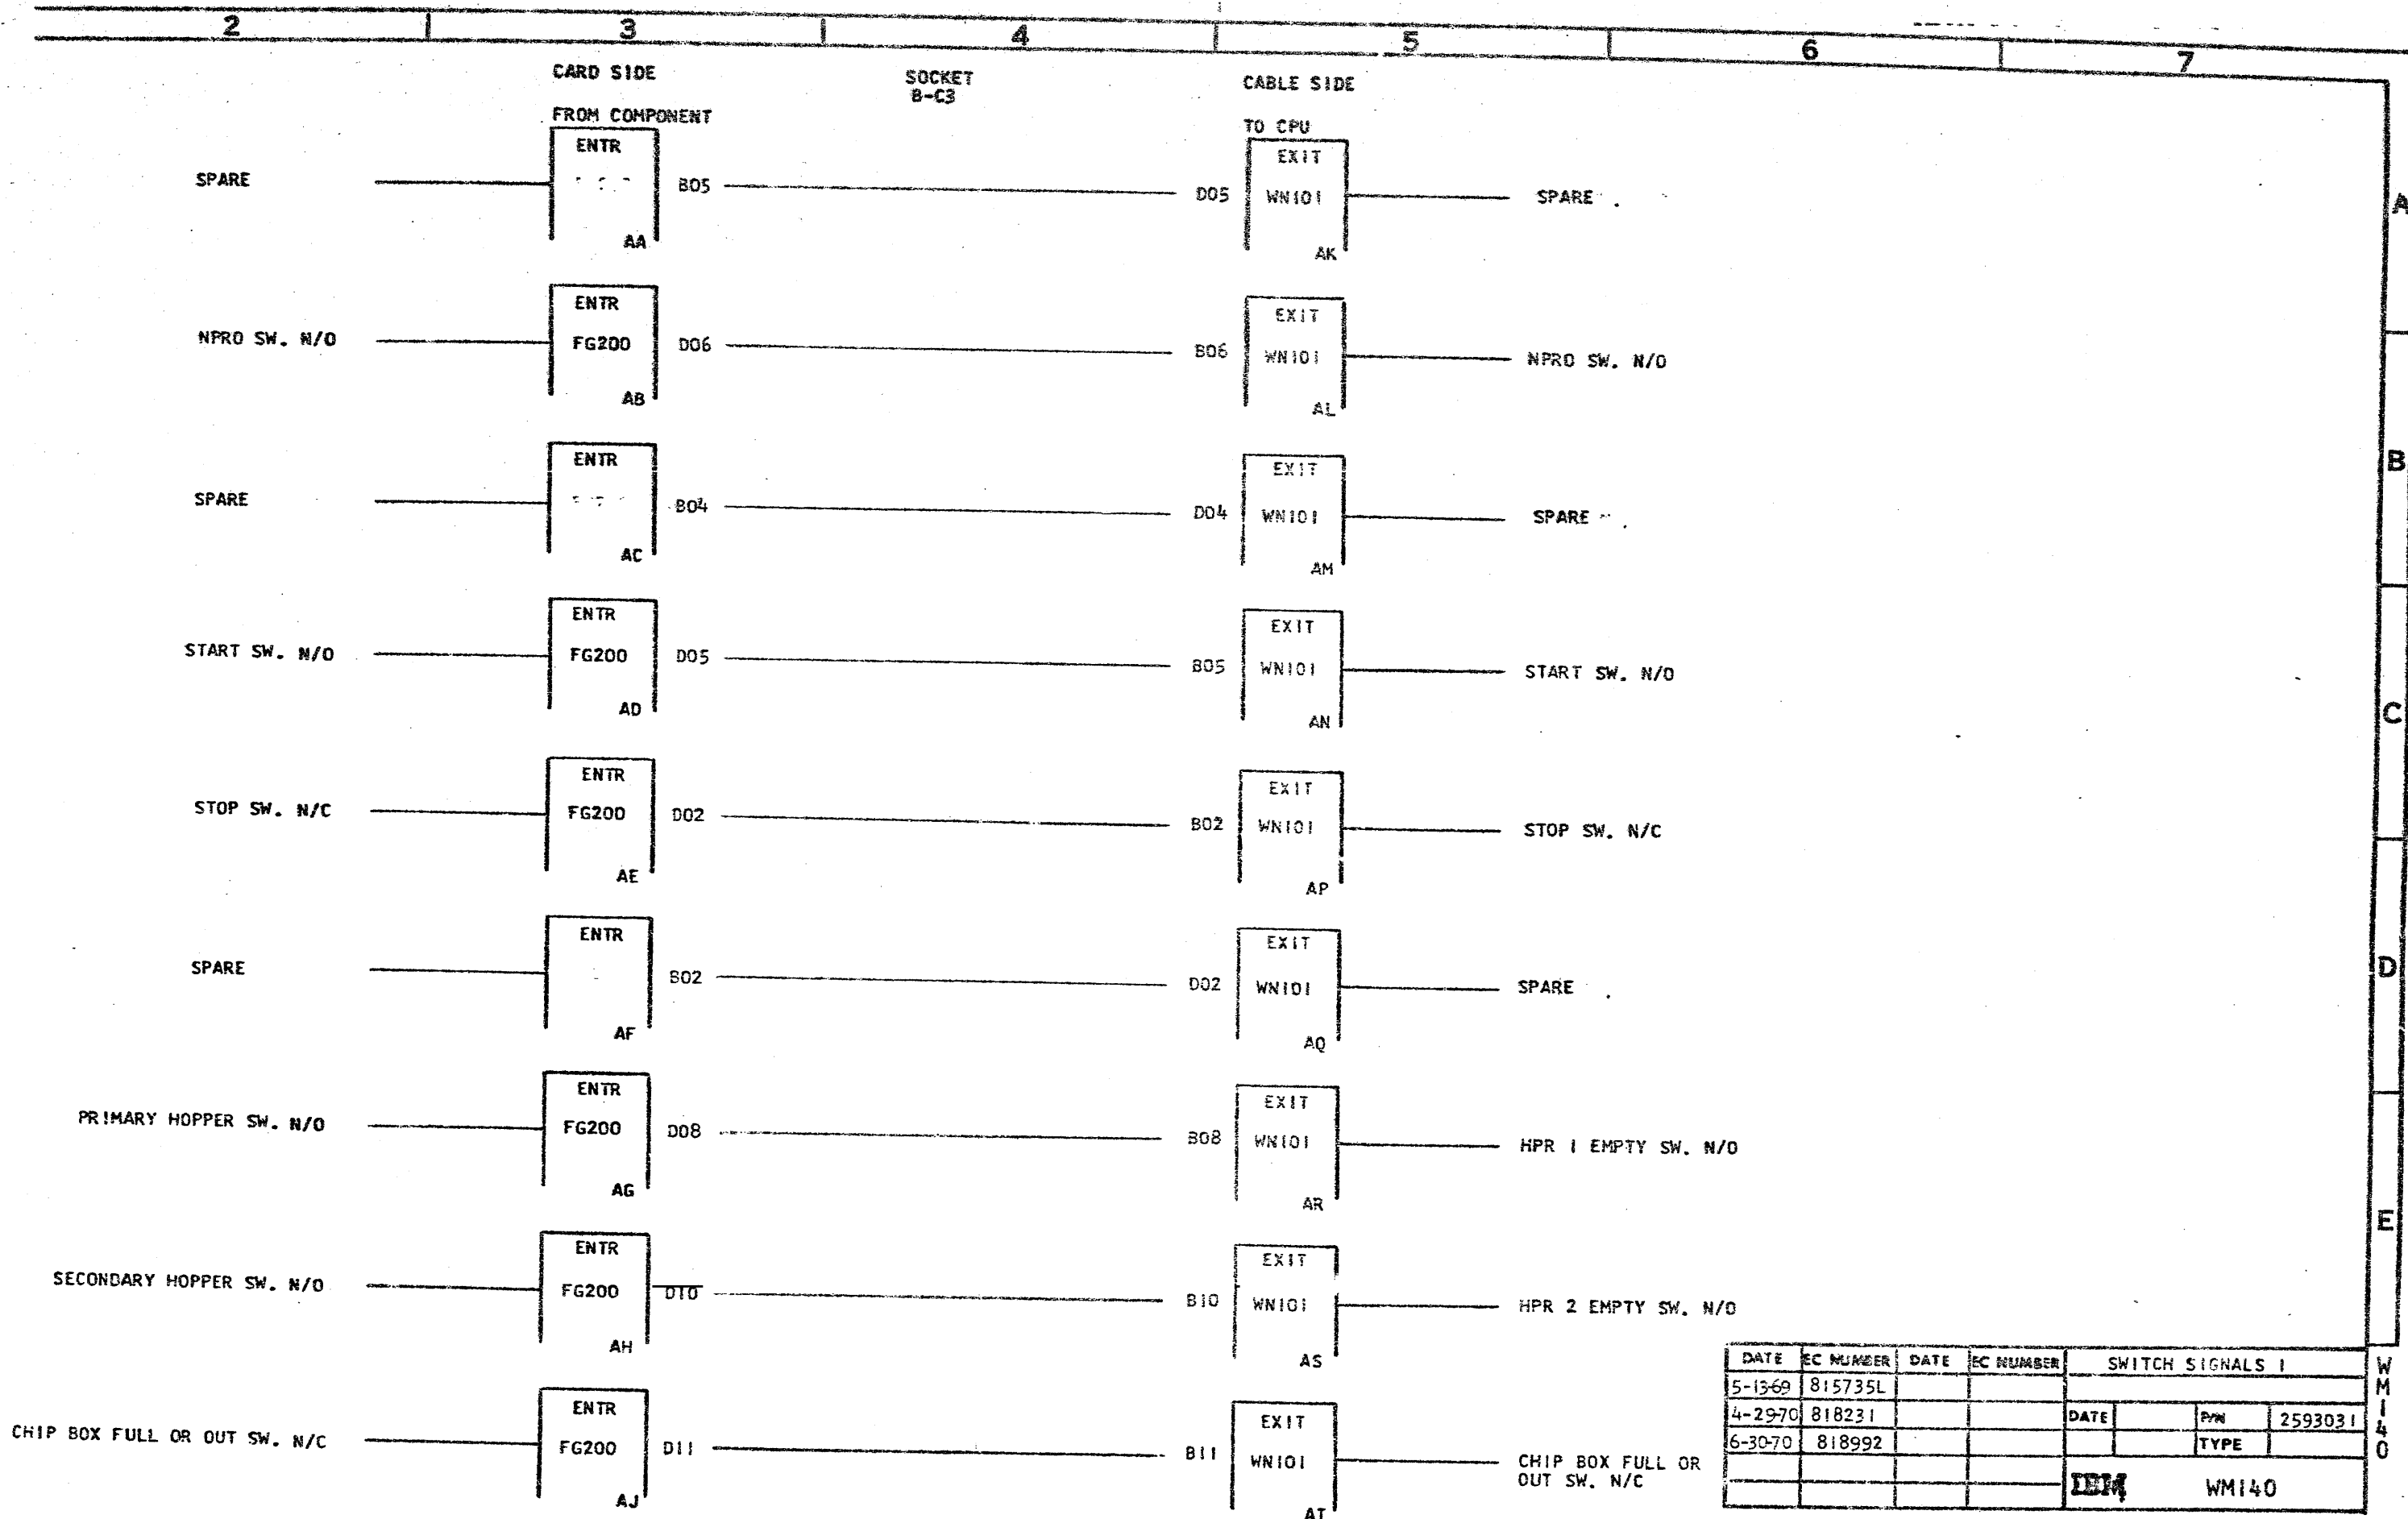 2 3 4 5 6 7
CARD SIDE SOCKET CABLE SIDE
B-C3
FROM COMPONENT TO CPU
A
SPARE ENTR B05 D05 EXIT SPARE
WN101
AA AK
NPRO SW. N/O ENTR D06 B06 EXIT NPRO SW. N/O
FG200 WN101
AB AL
B
SPARE ENTR B04 D04 EXIT SPARE
WN101
AC AM
START SW. N/O ENTR D05 B05 EXIT START SW. N/O
FG200 WN101
AD AN
C
STOP SW. N/C ENTR D02 B02 EXIT STOP SW. N/C
FG200 WN101
AE AP
D
SPARE ENTR B02 D02 EXIT SPARE
WN101
AF AQ
PRIMARY HOPPER SW. N/O ENTR D08 B08 EXIT HPR 1 EMPTY SW. N/O
FG200 WN101
AG AR
E
SECONDARY HOPPER SW. N/O ENTR D10 B10 EXIT HPR 2 EMPTY SW. N/O
FG200 WN101
AH AS
CHIP BOX FULL OR OUT SW. N/C ENTR D11 B11 EXIT CHIP BOX FULL OR
OUT SW. N/C
FG200 WN101
AJ AT
DATE EC NUMBER DATE EC NUMBER SWITCH SIGNALS 1
5-13-69 815735L
4-29-70 818231 DATE P/N 2593031
6-30-70 818992 TYPE
IBM WM140
WM140